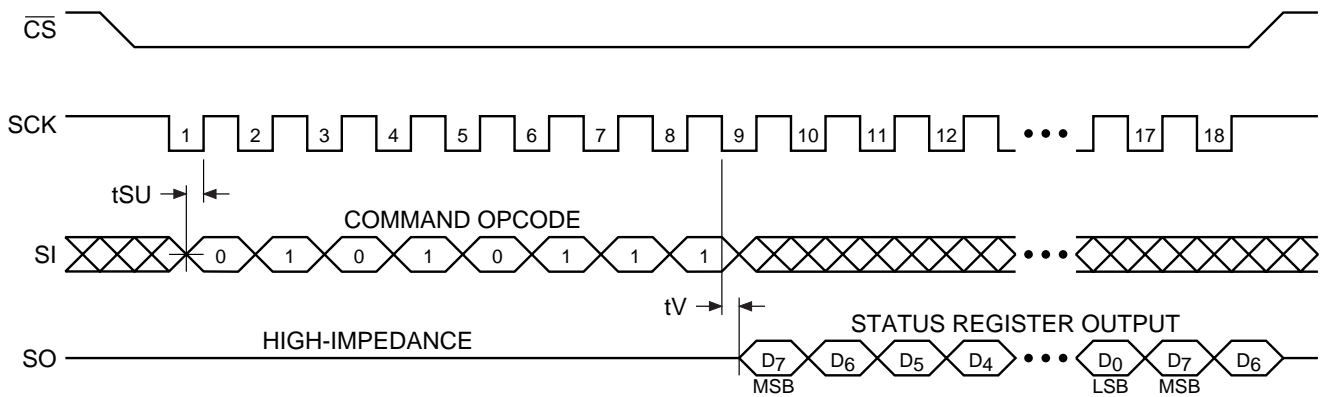 CS
SCK 1 2 3 4 5 6 7 8 9 10 11 12 17 18
tSU
COMMAND OPCODE
SI 0 1 0 1 0 1 1 1
tV
HIGH-IMPEDANCE
STATUS REGISTER OUTPUT
SO D7 D6 D5 D4 D0 D7 D6
MSB LSB MSB